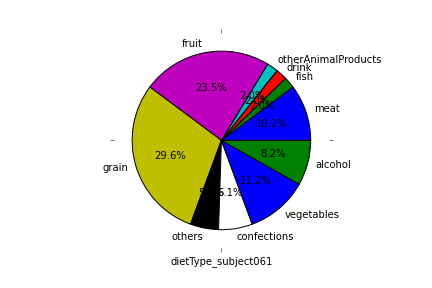 fruit
otherAnimalProducts
drink
fish
2.0%
23.5%
2.0%
meat
10.2%
29.6%
8.2%
grain
alcohol
11.2%
6.1%
vegetables
others
confections
dietType_subject061